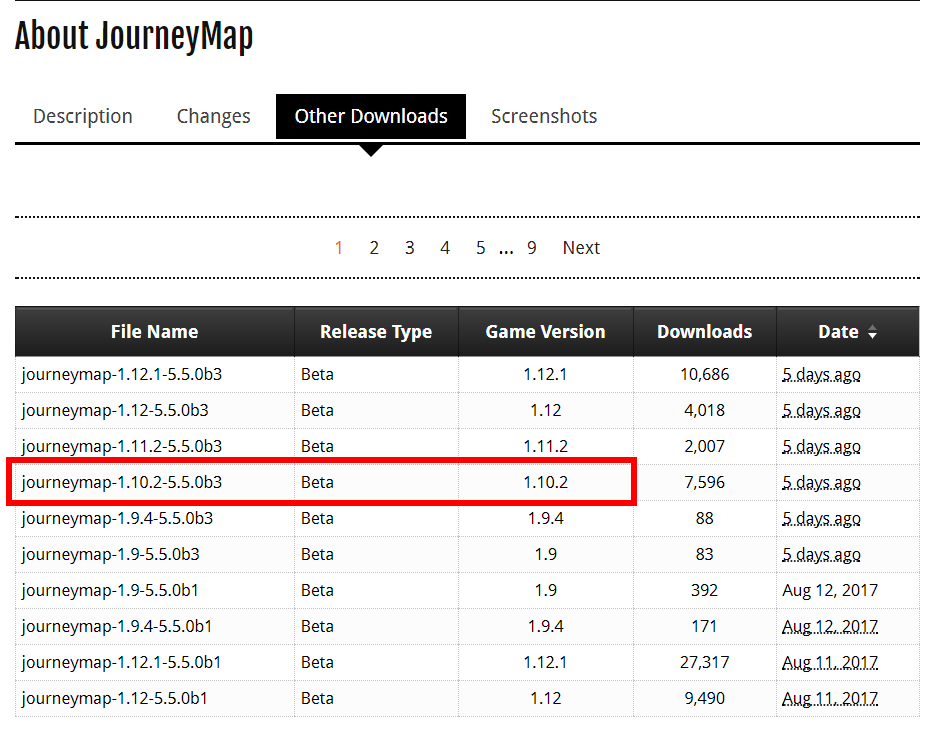 About JourneyMap
Description Changes Other Downloads Screenshots
1 2 3 4 5 ... 9 Next
File Name Release Type Game Version Downloads Date
journeymap-1.12.1-5.5.0b3 Beta 1.12.1 10,686 5 days ago
journeymap-1.12-5.5.0b3 Beta 1.12 4,018 5 days ago
journeymap-1.11.2-5.5.0b3 Beta 1.11.2 2,007 5 days ago
journeymap-1.10.2-5.5.0b3 Beta 1.10.2 7,596 5 days ago
journeymap-1.9.4-5.5.0b3 Beta 1.9.4 88 5 days ago
journeymap-1.9-5.5.0b3 Beta 1.9 83 5 days ago
journeymap-1.9-5.5.0b1 Beta 1.9 392 Aug 12, 2017
journeymap-1.9.4-5.5.0b1 Beta 1.9.4 171 Aug 12, 2017
journeymap-1.12.1-5.5.0b1 Beta 1.12.1 27,317 Aug 11, 2017
journeymap-1.12-5.5.0b1 Beta 1.12 9,490 Aug 11, 2017